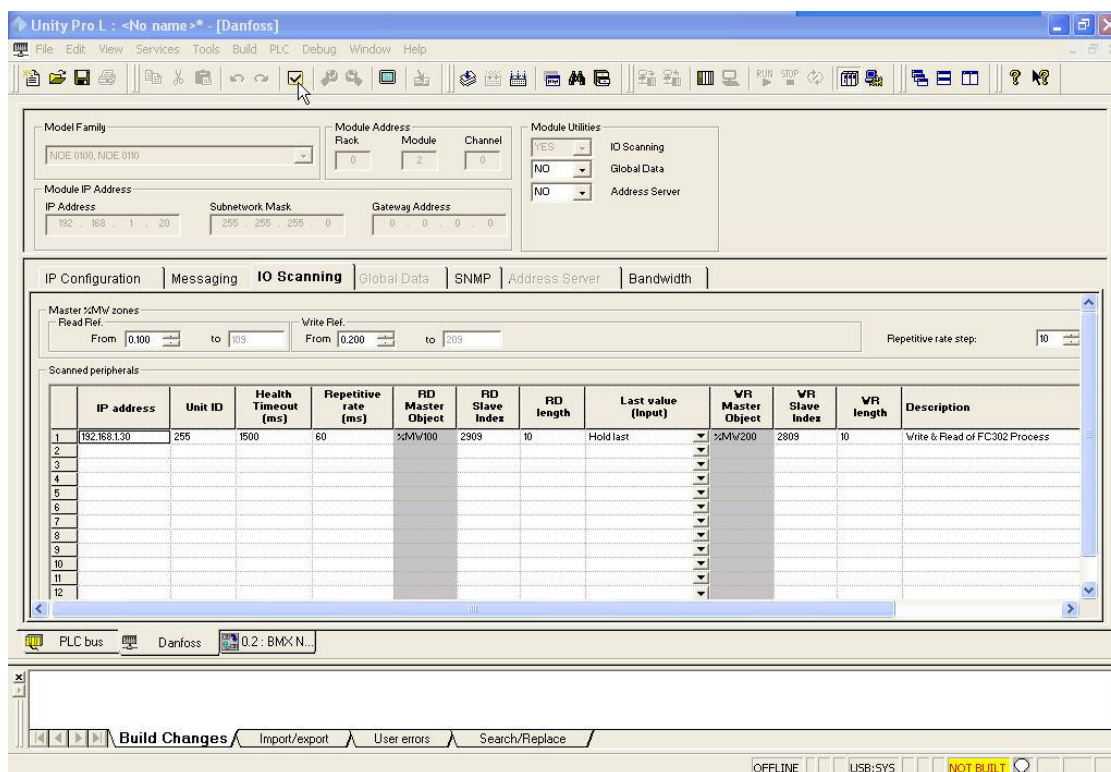 Unity Pro L : <No name>* - [Danfoss]
File Edit View Services Tools Build PLC Debug Window Help
RUN STOP
Model Family
NOE 0100, NOE 0110
Module Address
Rack Module Channel
0 2 0
Module Utilities
YES IO Scanning
NO Global Data
NO Address Server
Module IP Address
IP Address Subnetwork Mask Gateway Address
192 . 168 . 1 . 20 255 . 255 . 255 . 0 0 . 0 . 0 . 0
IP Configuration Messaging IO Scanning Global Data SNMP Address Server Bandwidth
Master %MW zones
Read Ref. Write Ref.
From 0.100 to 109 From 0.200 to 209 Repetitive rate step: 10
Scanned peripherals
IP address Unit ID Health Timeout (ms) Repetitive rate (ms) RD Master Object RD Slave Index RD length Last value (Input) WR Master Object WR Slave Index WR length Description
1 192.168.1.30 255 1500 60 %MW100 2909 10 Hold last %MW200 2809 10 Write & Read of FC302 Process
2
3
4
5
6
7
8
9
10
11
12
PLC bus Danfoss 0.2 : BMX N...
Build Changes Import/export User errors Search/Replace
OFFLINE USB:SYS NOT BUILT